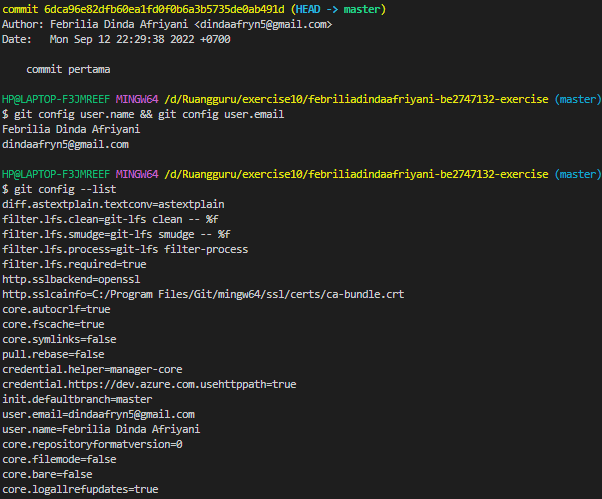 commit 6dca96e82dfb60ea1fd0f0b6a3b5735de0ab491d (HEAD -> master)
Author: Febrilia Dinda Afriyani <dindaafryn5@gmail.com>
Date:   Mon Sep 12 22:29:38 2022 +0700
    commit pertama
HP@LAPTOP-F3JMREEF MINGW64 /d/Ruangguru/exercise10/febriliadindaafriyani-be2747132-exercise (master)
$ git config user.name && git config user.email
Febrilia Dinda Afriyani
dindaafryn5@gmail.com
HP@LAPTOP-F3JMREEF MINGW64 /d/Ruangguru/exercise10/febriliadindaafriyani-be2747132-exercise (master)
$ git config --list
diff.astextplain.textconv=astextplain
filter.lfs.clean=git-lfs clean -- %f
filter.lfs.smudge=git-lfs smudge -- %f
filter.lfs.process=git-lfs filter-process
filter.lfs.required=true
http.sslbackend=openssl
http.sslcainfo=C:/Program Files/Git/mingw64/ssl/certs/ca-bundle.crt
core.autocrlf=true
core.fscache=true
core.symlinks=false
pull.rebase=false
credential.helper=manager-core
credential.https://dev.azure.com.usehttppath=true
init.defaultbranch=master
user.email=dindaafryn5@gmail.com
user.name=Febrilia Dinda Afriyani
core.repositoryformatversion=0
core.filemode=false
core.bare=false
core.logallrefupdates=true